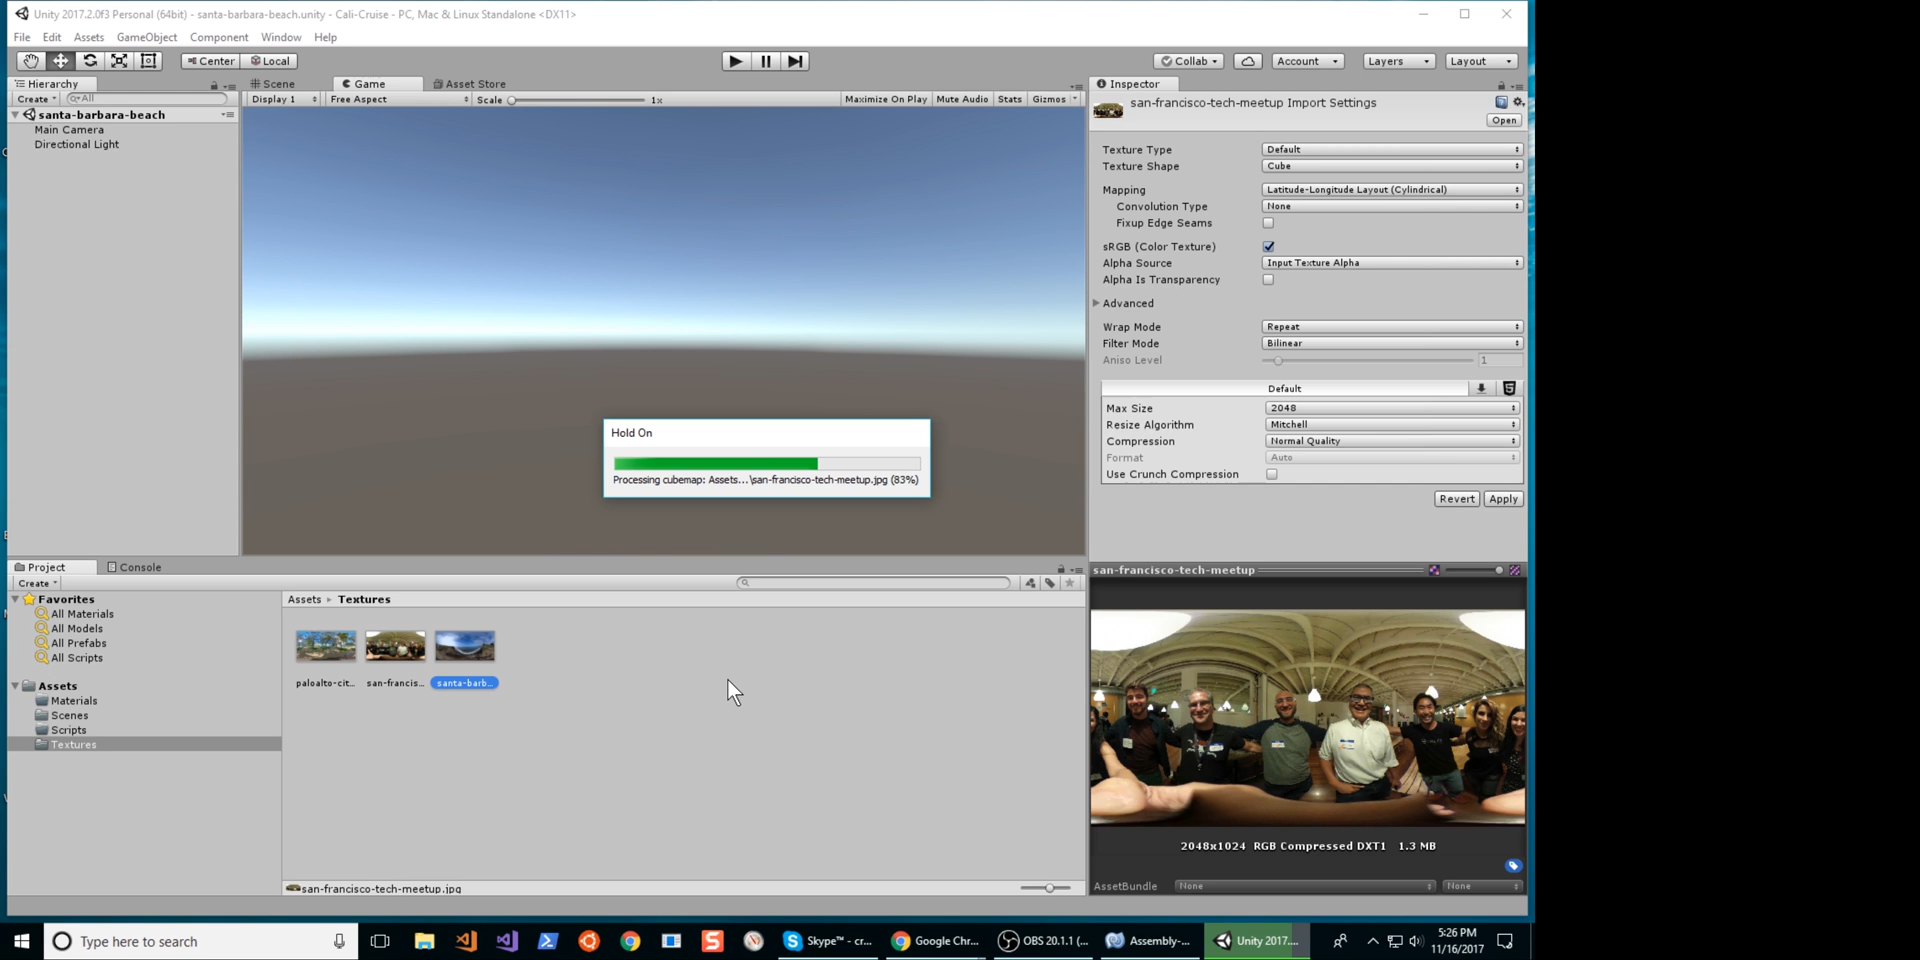 Unity 2017.2.0f3 Personal (64bit) - santa-barbara-beach.unity - Cali-Cruise - PC, Mac & Linux Standalone <DX11>
File Edit Assets GameObject Component Window Help
Center Local
Collab Account Layers Layout
Hierarchy
Create All
santa-barbara-beach
Main Camera
Directional Light
Scene Game Asset Store
Display 1 Free Aspect Scale 1x Maximize On Play Mute Audio Stats Gizmos
Hold On
Processing cubemap: Assets...\san-francisco-tech-meetup.jpg (83%)
Inspector
san-francisco-tech-meetup Import Settings
Open
Texture Type Default
Texture Shape Cube
Mapping Latitude-Longitude Layout (Cylindrical)
Convolution Type None
Fixup Edge Seams
sRGB (Color Texture)
Alpha Source Input Texture Alpha
Alpha Is Transparency
Advanced
Wrap Mode Repeat
Filter Mode Bilinear
Aniso Level 1
Default
Max Size 2048
Resize Algorithm Mitchell
Compression Normal Quality
Format Auto
Use Crunch Compression
Revert Apply
Project Console
Create
Favorites
All Materials
All Models
All Prefabs
All Scripts
Assets
Materials
Scenes
Scripts
Textures
Assets Textures
paloalto-cit... san-francis... santa-barb...
san-francisco-tech-meetup.jpg
san-francisco-tech-meetup
2048x1024 RGB Compressed DXT1 1.3 MB
AssetBundle None None
Type here to search
Skype™ - cr... Google Chr... OBS 20.1.1 (... Assembly-... Unity 2017....
5:26 PM
11/16/2017